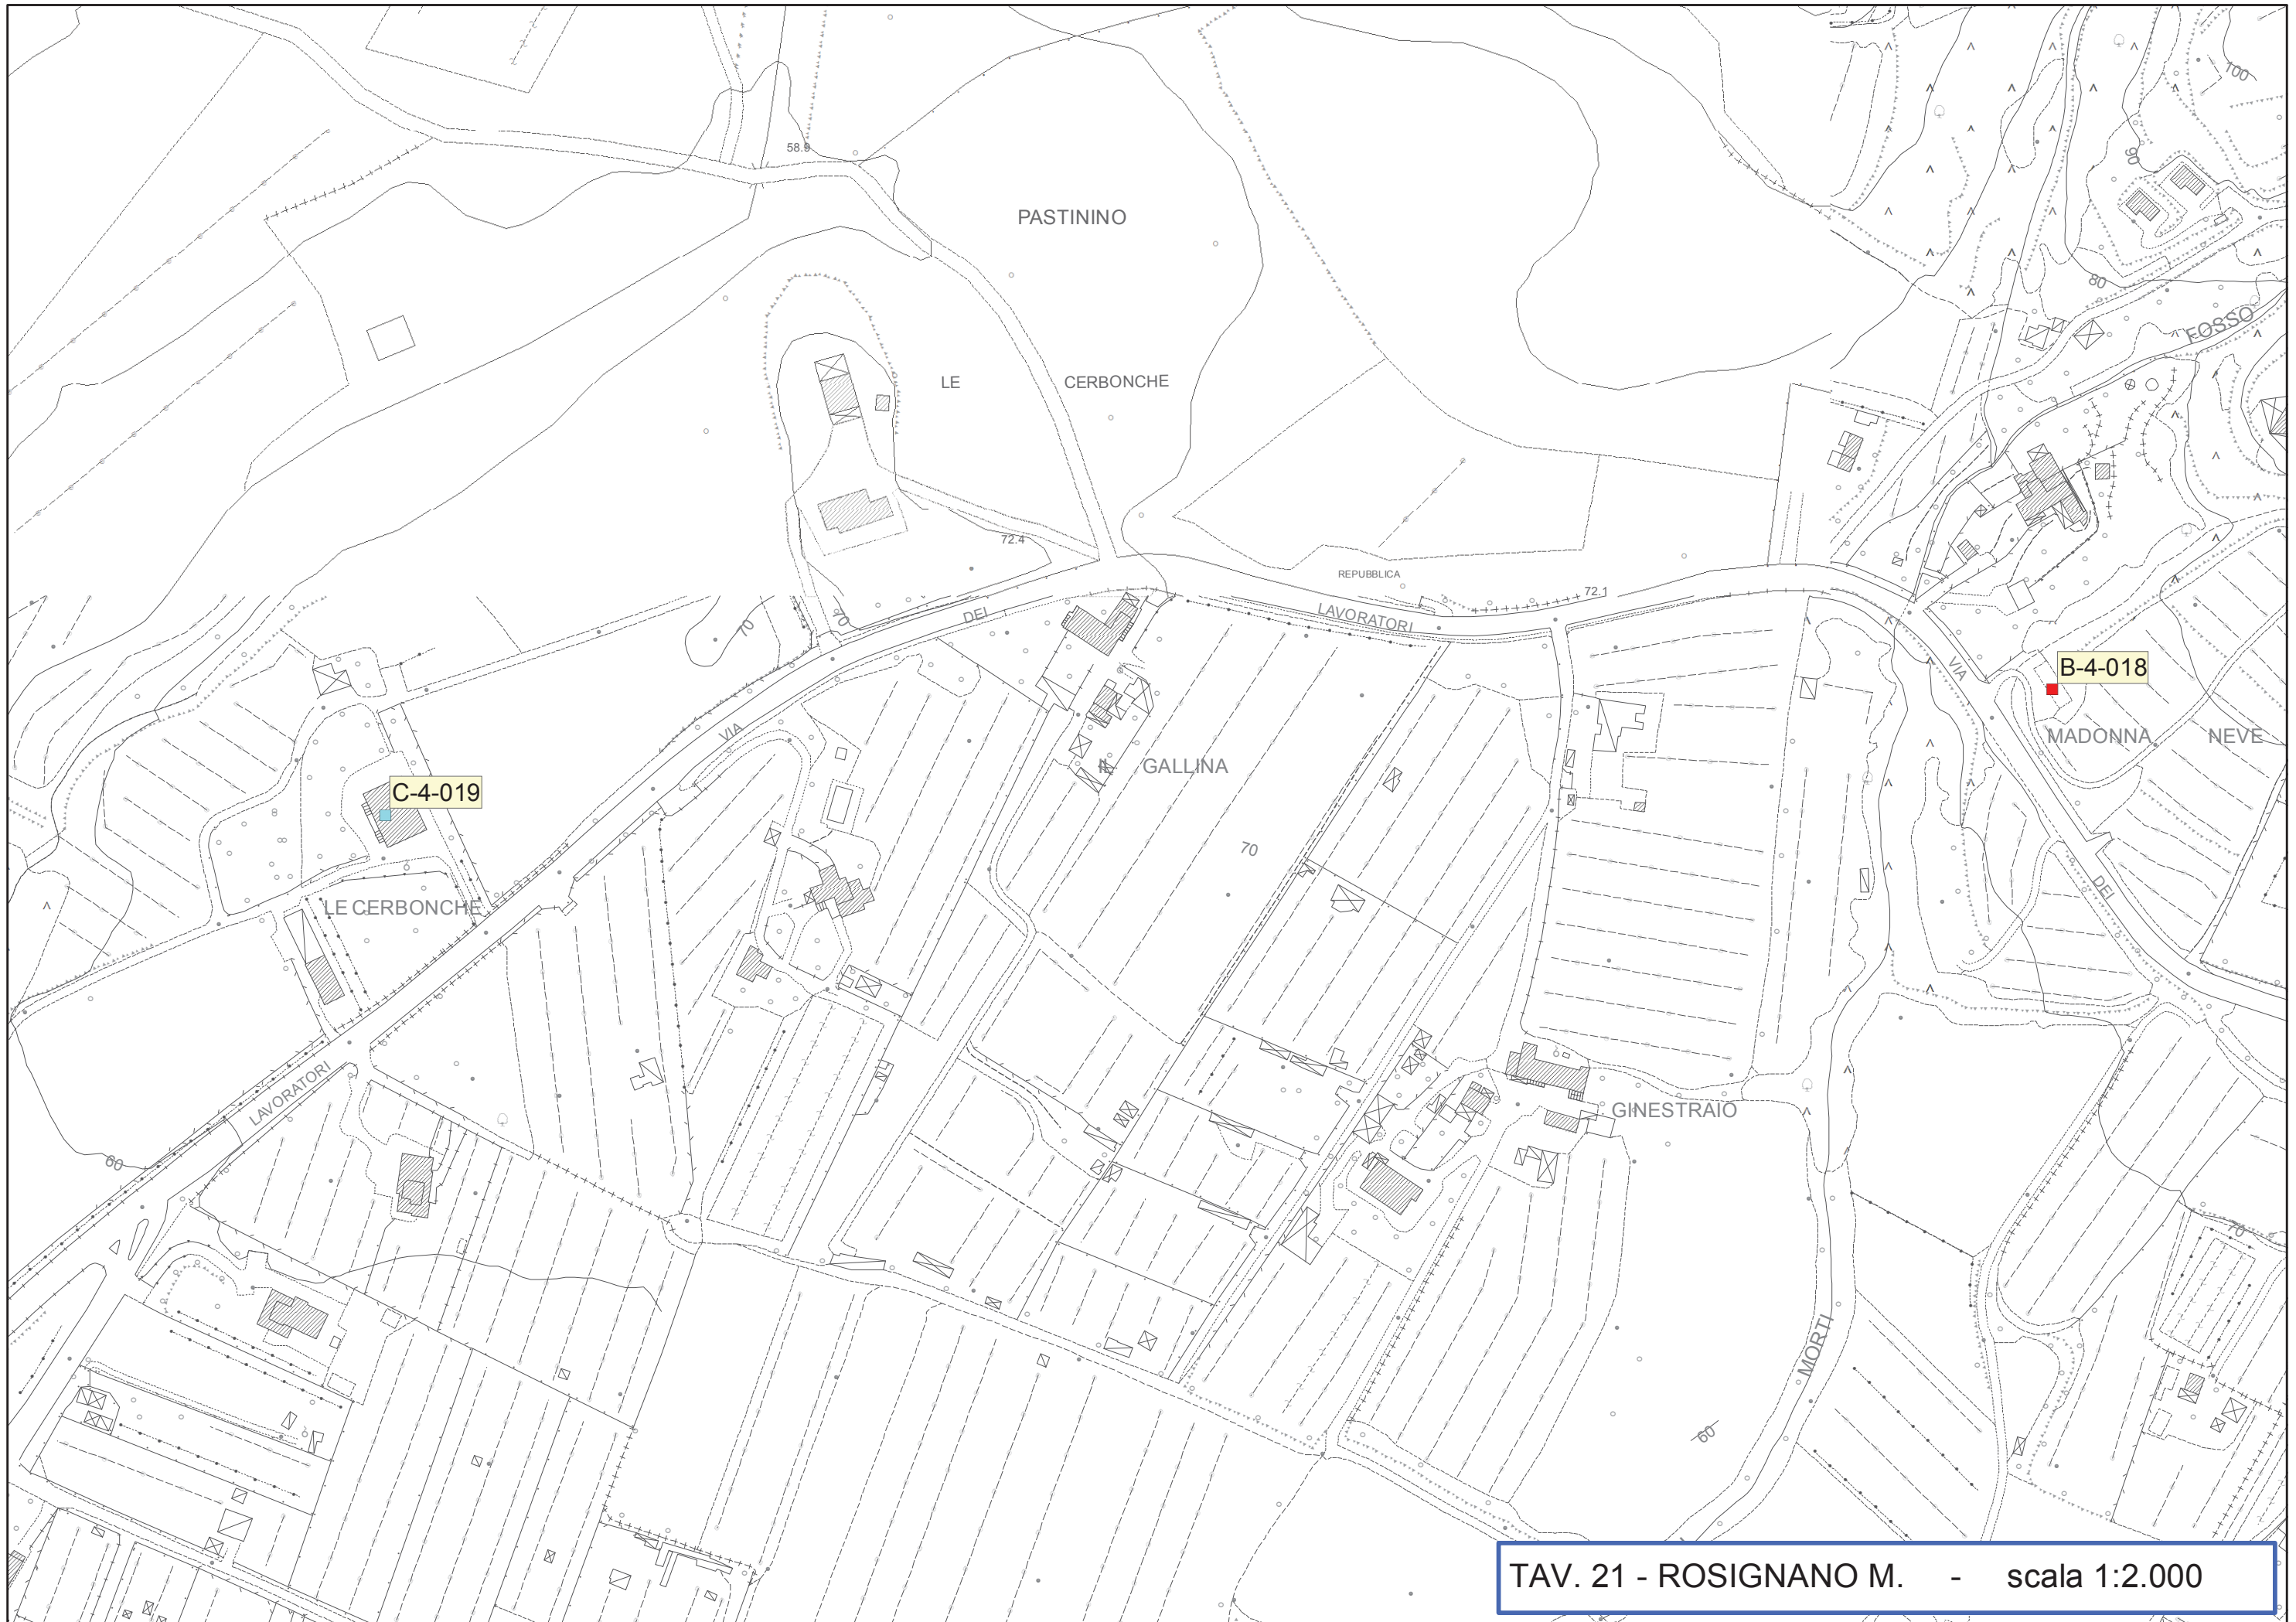 100
90
58.9
PASTININO
80
FOSSO
LE CERBONCHE
72.4
REPUBBLICA
72.1
70
70
DEI
LAVORATORI
VIA
B-4-018
MADONNA NEVE
VIA
IL GALLINA
C-4-019
70
LE CERBONCHE
DEI
LAVORATORI
GINESTRAIO
60
70
MORTI
60
TAV. 21 - ROSIGNANO M. - scala 1:2.000